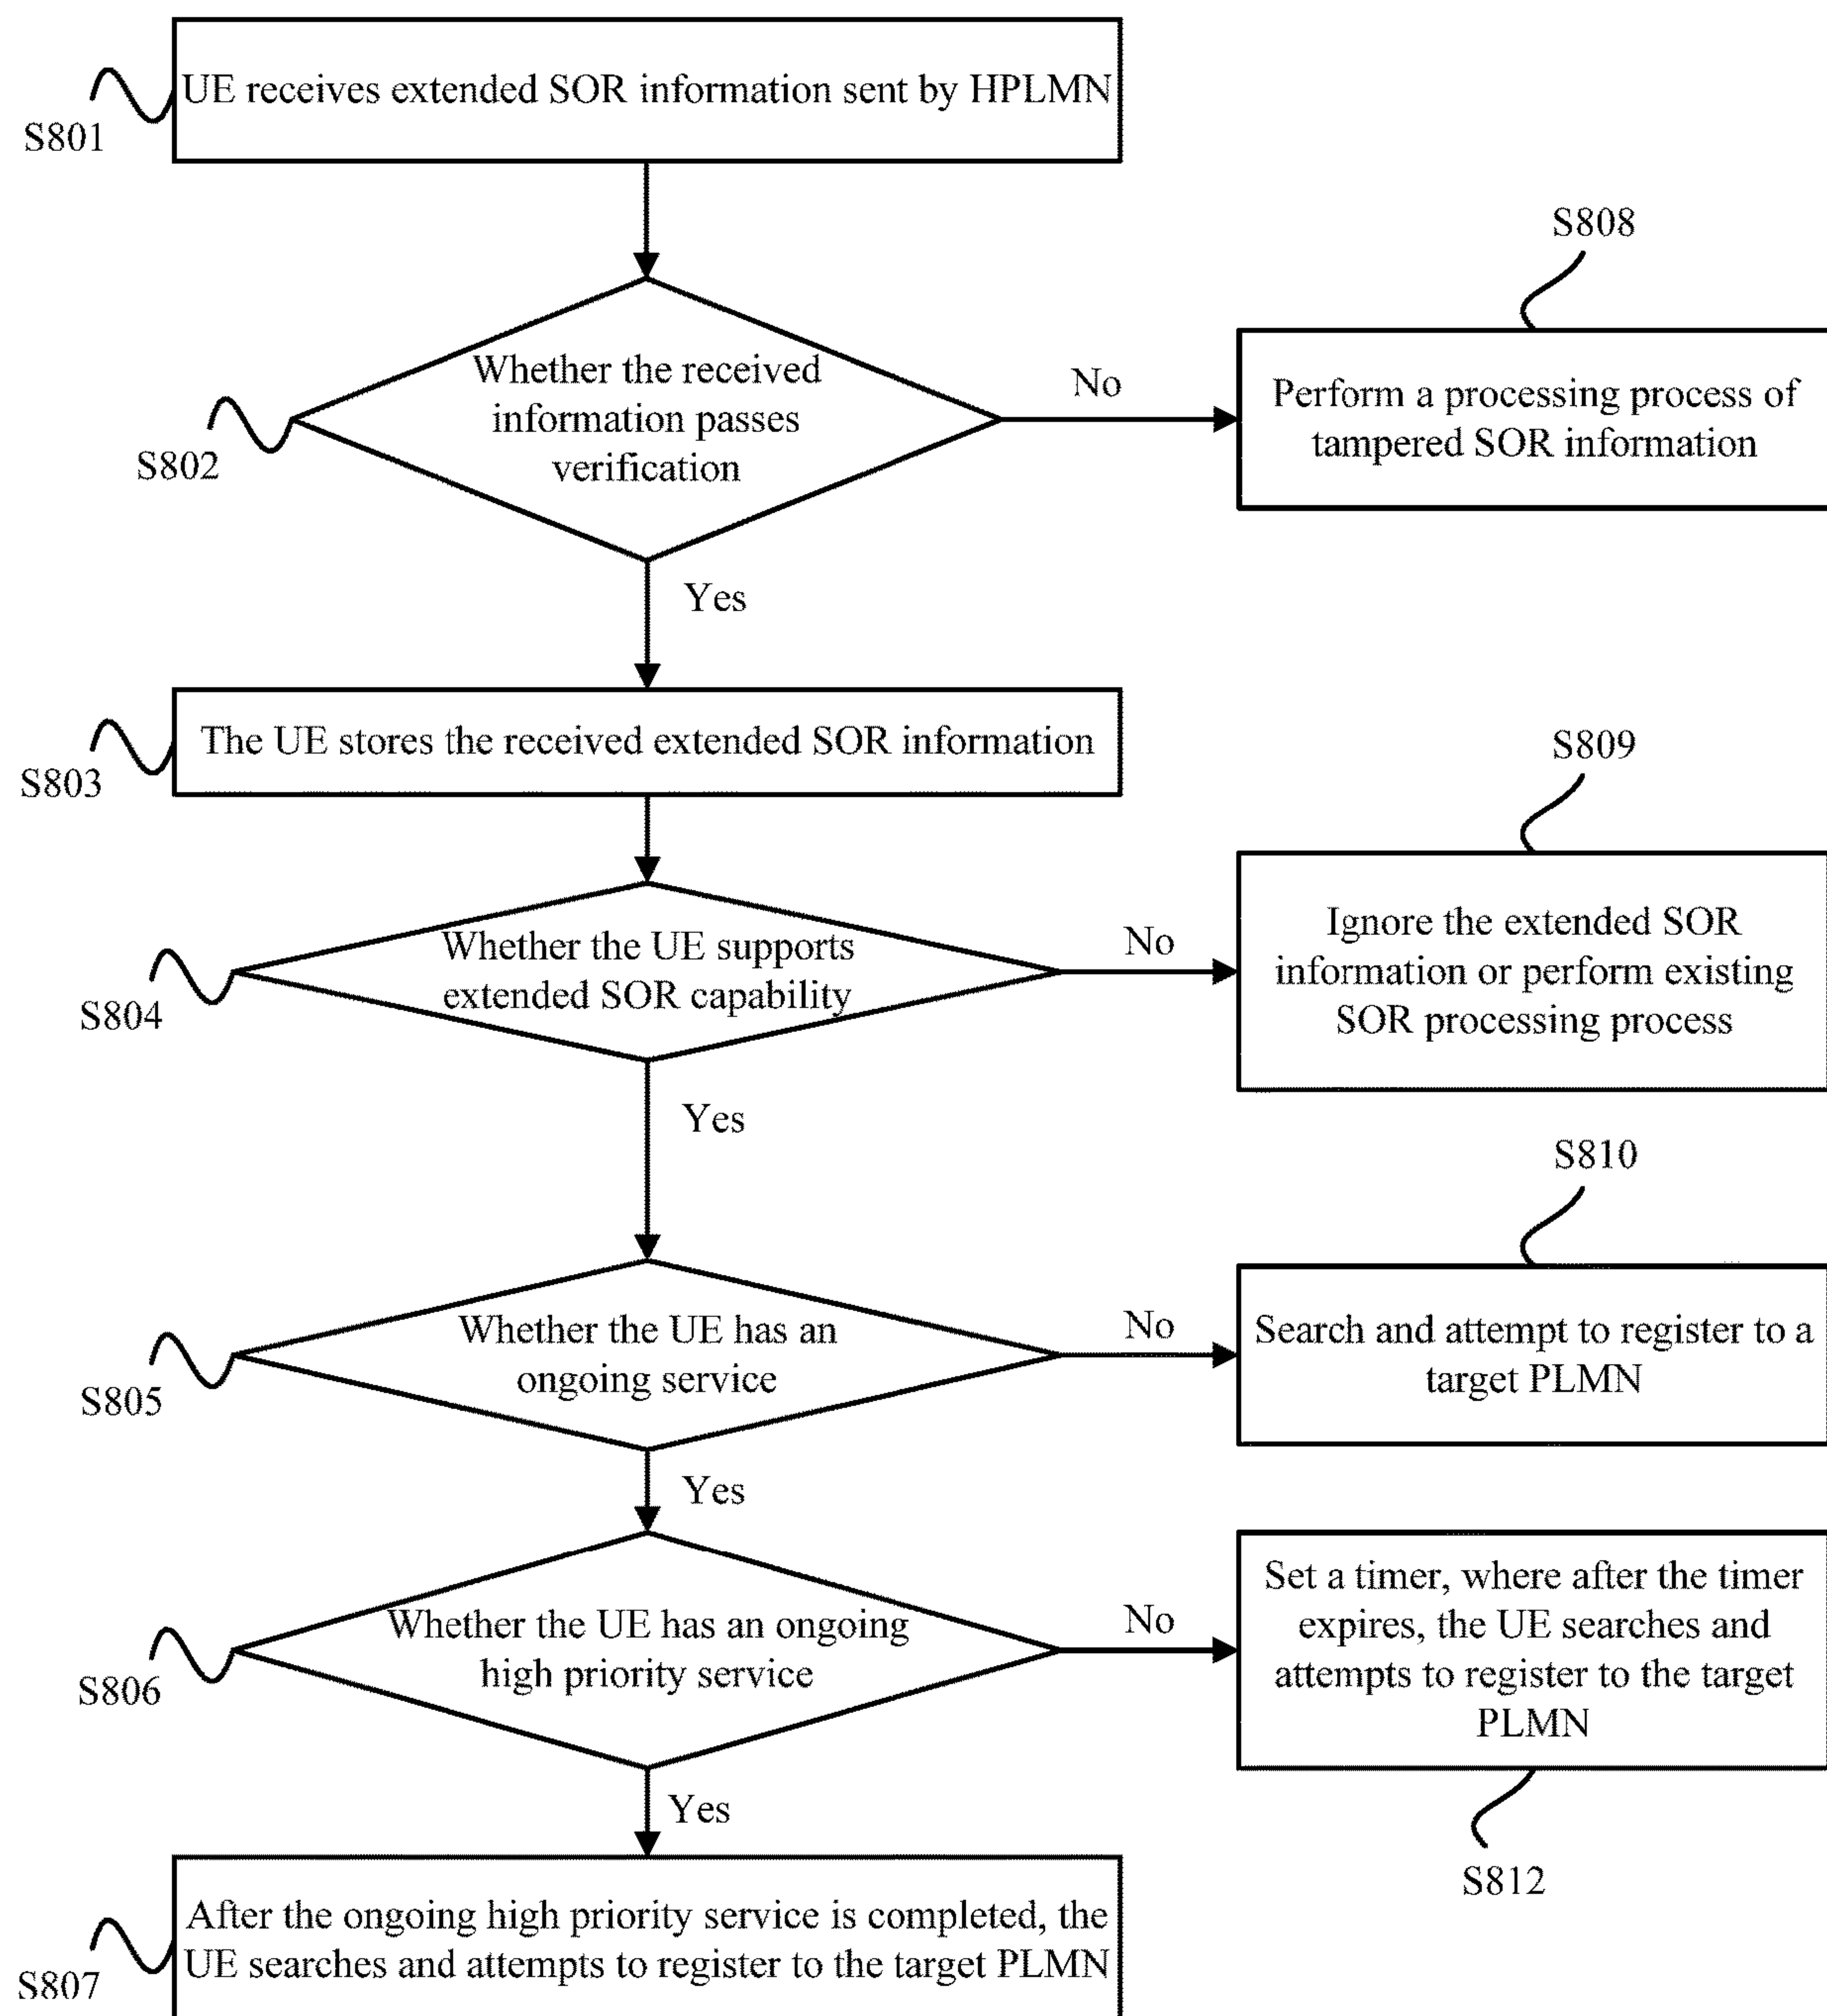 UE receives extended SOR information sent by HPLMN
S801
S808
Whether the received
information passes
verification
No
Perform a processing process of
tampered SOR information
S802
Yes
The UE stores the received extended SOR information
S803
S809
Whether the UE supports
extended SOR capability
No
Ignore the extended SOR
information or perform existing
SOR processing process
S804
Yes
S810
Whether the UE has an
ongoing service
No
Search and attempt to register to a
target PLMN
S805
Yes
Whether the UE has an ongoing
high priority service
No
Set a timer, where after the timer
expires, the UE searches and
attempts to register to the target
PLMN
S806
Yes
S812
After the ongoing high priority service is completed, the
UE searches and attempts to register to the target PLMN
S807